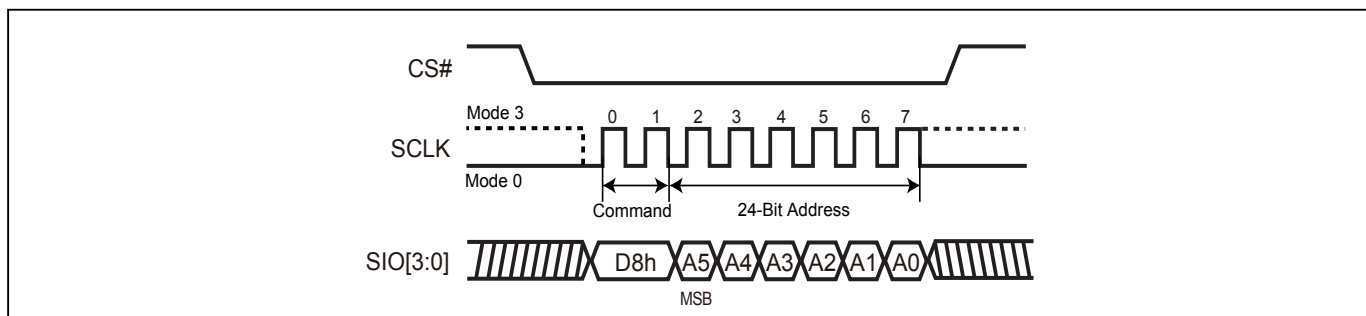 CS#
Mode 3
0 1 2 3 4 5 6 7
SCLK
Mode 0
Command 24-Bit Address
SIO[3:0] D8h A5 A4 A3 A2 A1 A0
MSB